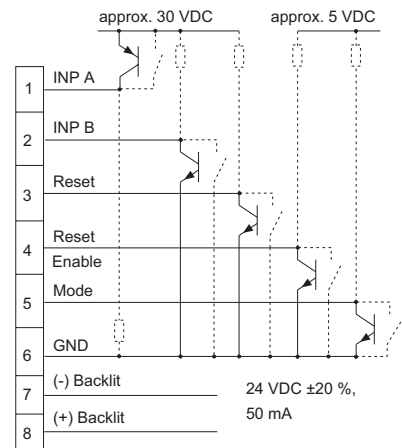 approx. 30 VDC
approx. 5 VDC
1
INP A
2
INP B
3
Reset
4
Reset
Enable
5
Mode
6
GND
7
(-) Backlit
8
(+) Backlit
24 VDC ±20 %,
50 mA